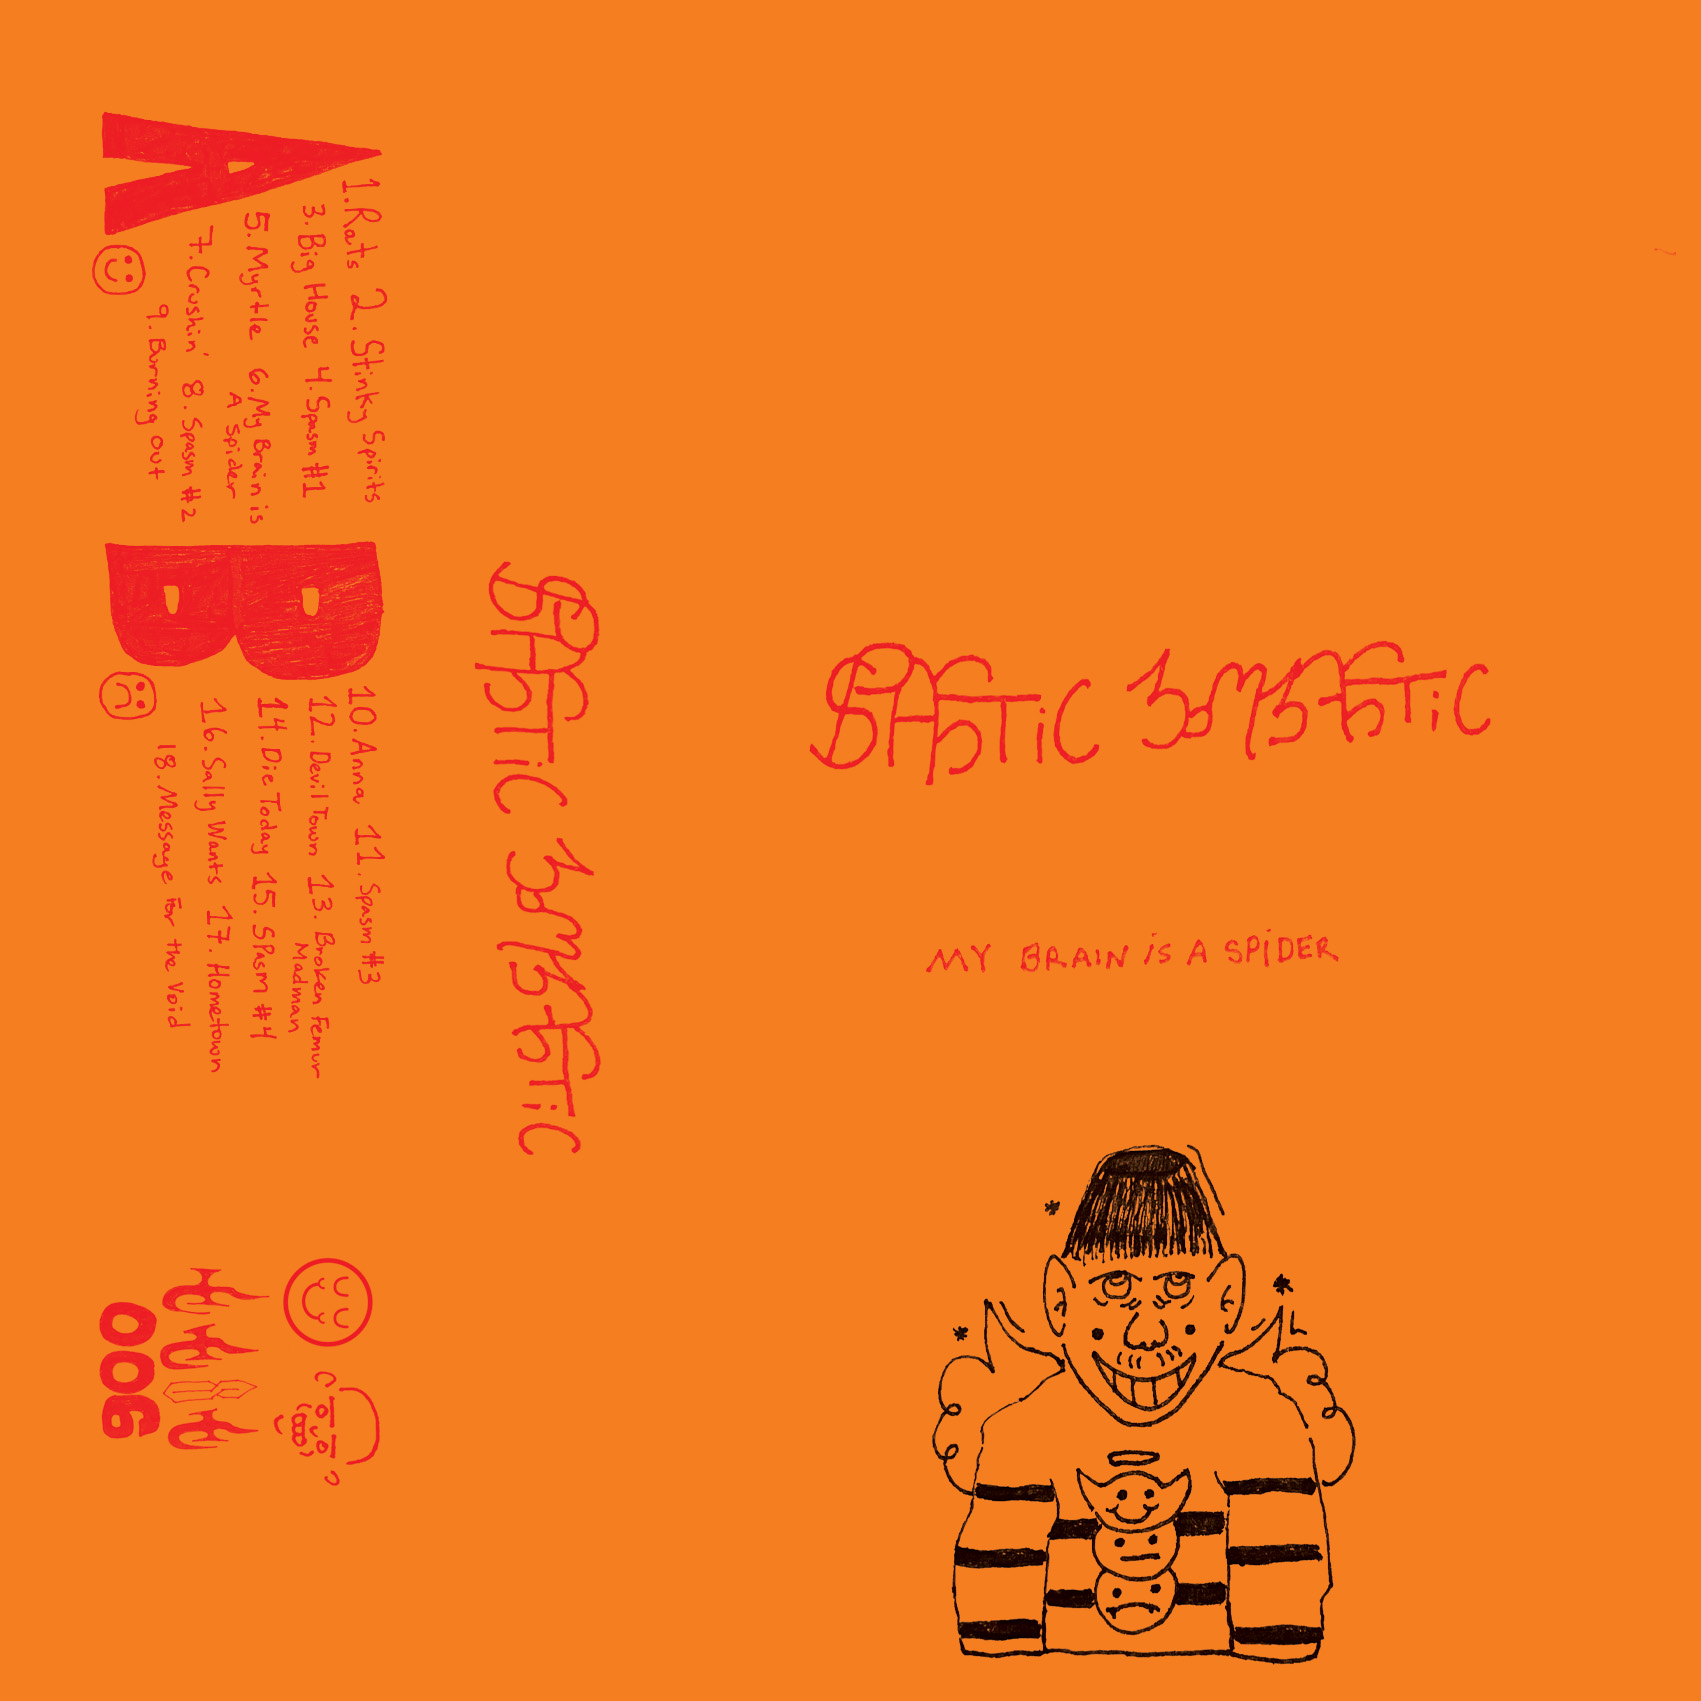 A
1. Rats 2. Stinky Spirits
3. Big House 4. Spasm #1
5. Myrtle 6. My Brain is
A Spider
7. Crushin' 8. Spasm #2
9. Burning out
B
10. Anna 11. Spasm #3
12. Devil Town 13. Broken Femur
Madman
14. Die Today 15. SPasm #4
16. Sally Wants 17. Hometown
18. Message For the Void
006
SPASTiC BOMBASTiC
SPASTiC BOMBASTiC
MY BRAIN iS A SPiDER